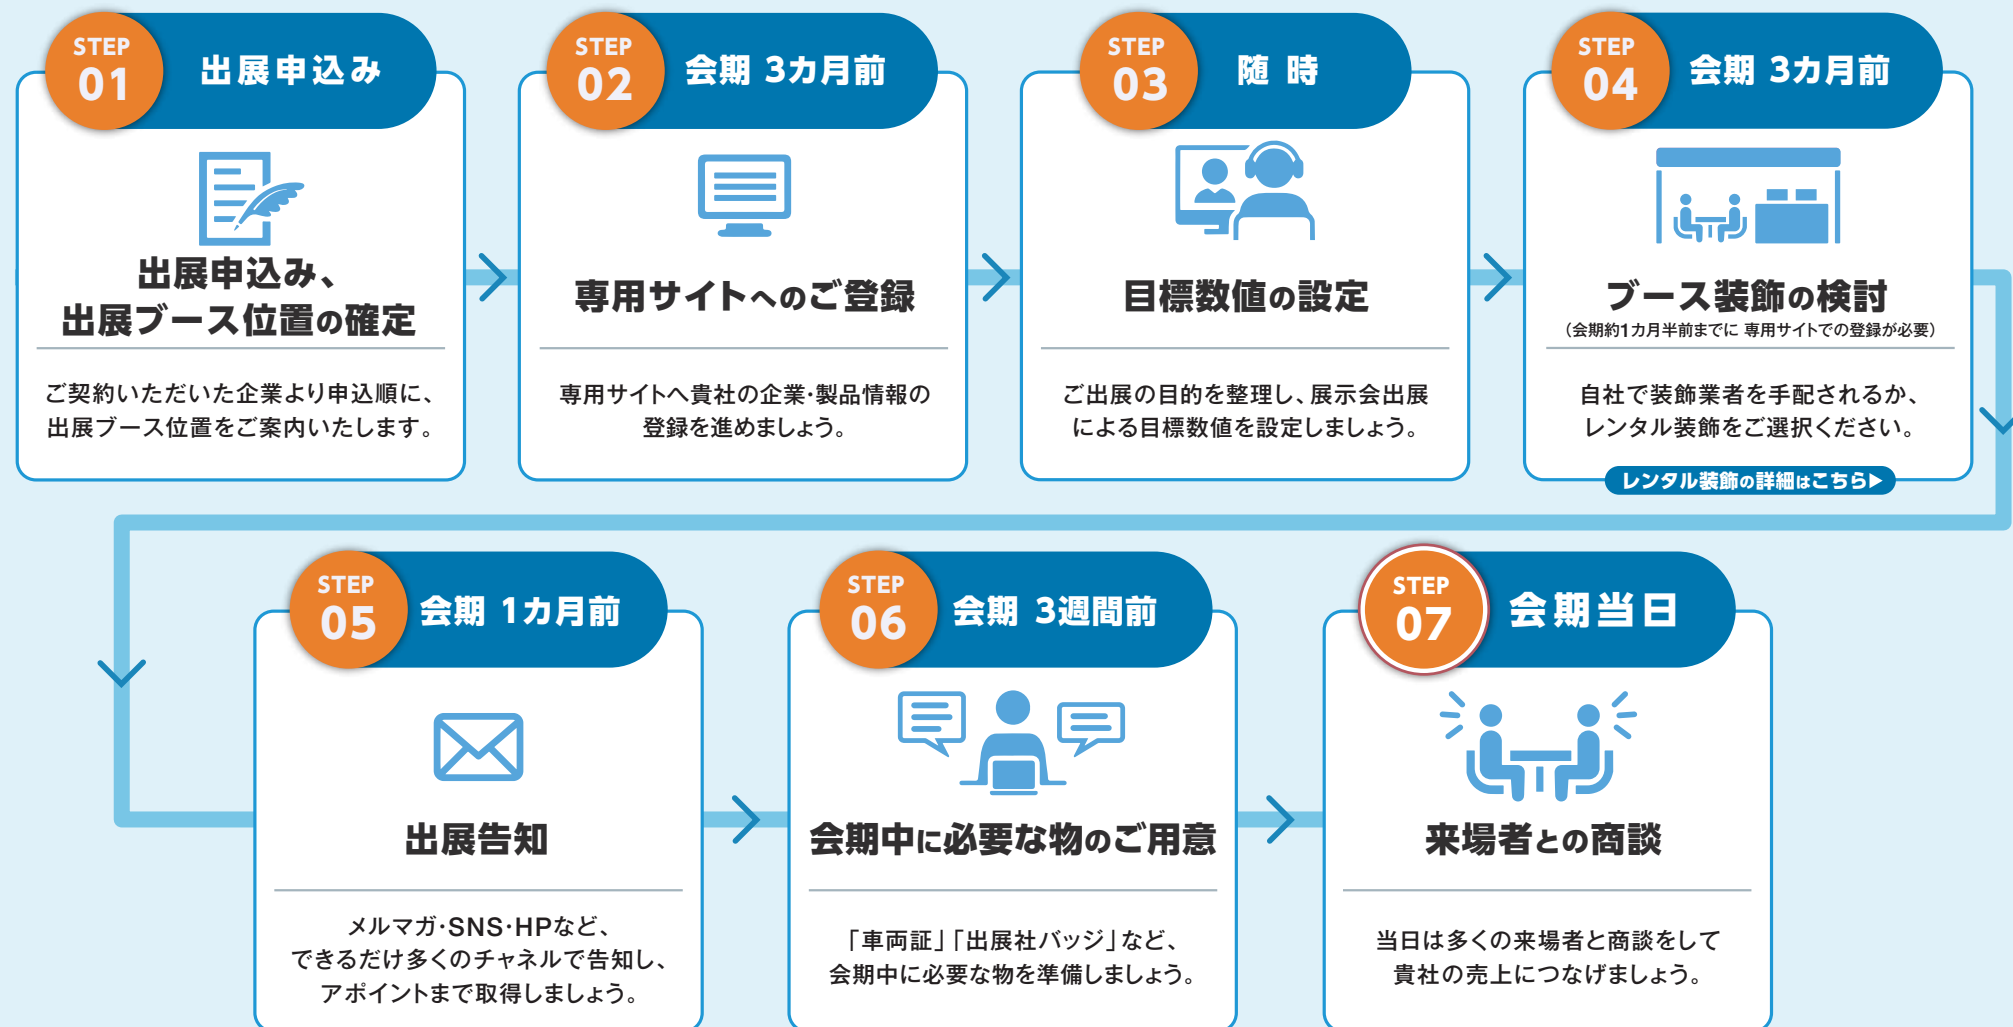 STEP
01
出展申込み
出展申込み、
出展ブース位置の確定
ご契約いただいた企業より申込順に、
出展ブース位置をご案内いたします。
STEP
02
会期 3カ月前
専用サイトへのご登録
専用サイトへ貴社の企業・製品情報の
登録を進めましょう。
STEP
03
随 時
目標数値の設定
ご出展の目的を整理し、展示会出展
による目標数値を設定しましょう。
STEP
04
会期 3カ月前
ブース装飾の検討
（会期約1カ月半前までに 専用サイトでの登録が必要）
自社で装飾業者を手配されるか、
レンタル装飾をご選択ください。
レンタル装飾の詳細はこちら▶
STEP
05
会期 1カ月前
出展告知
メルマガ・SNS・HPなど、
できるだけ多くのチャネルで告知し、
アポイントまで取得しましょう。
STEP
06
会期 3週間前
会期中に必要な物のご用意
「車両証」「出展社バッジ」など、
会期中に必要な物を準備しましょう。
STEP
07
会期当日
来場者との商談
当日は多くの来場者と商談をして
貴社の売上につなげましょう。